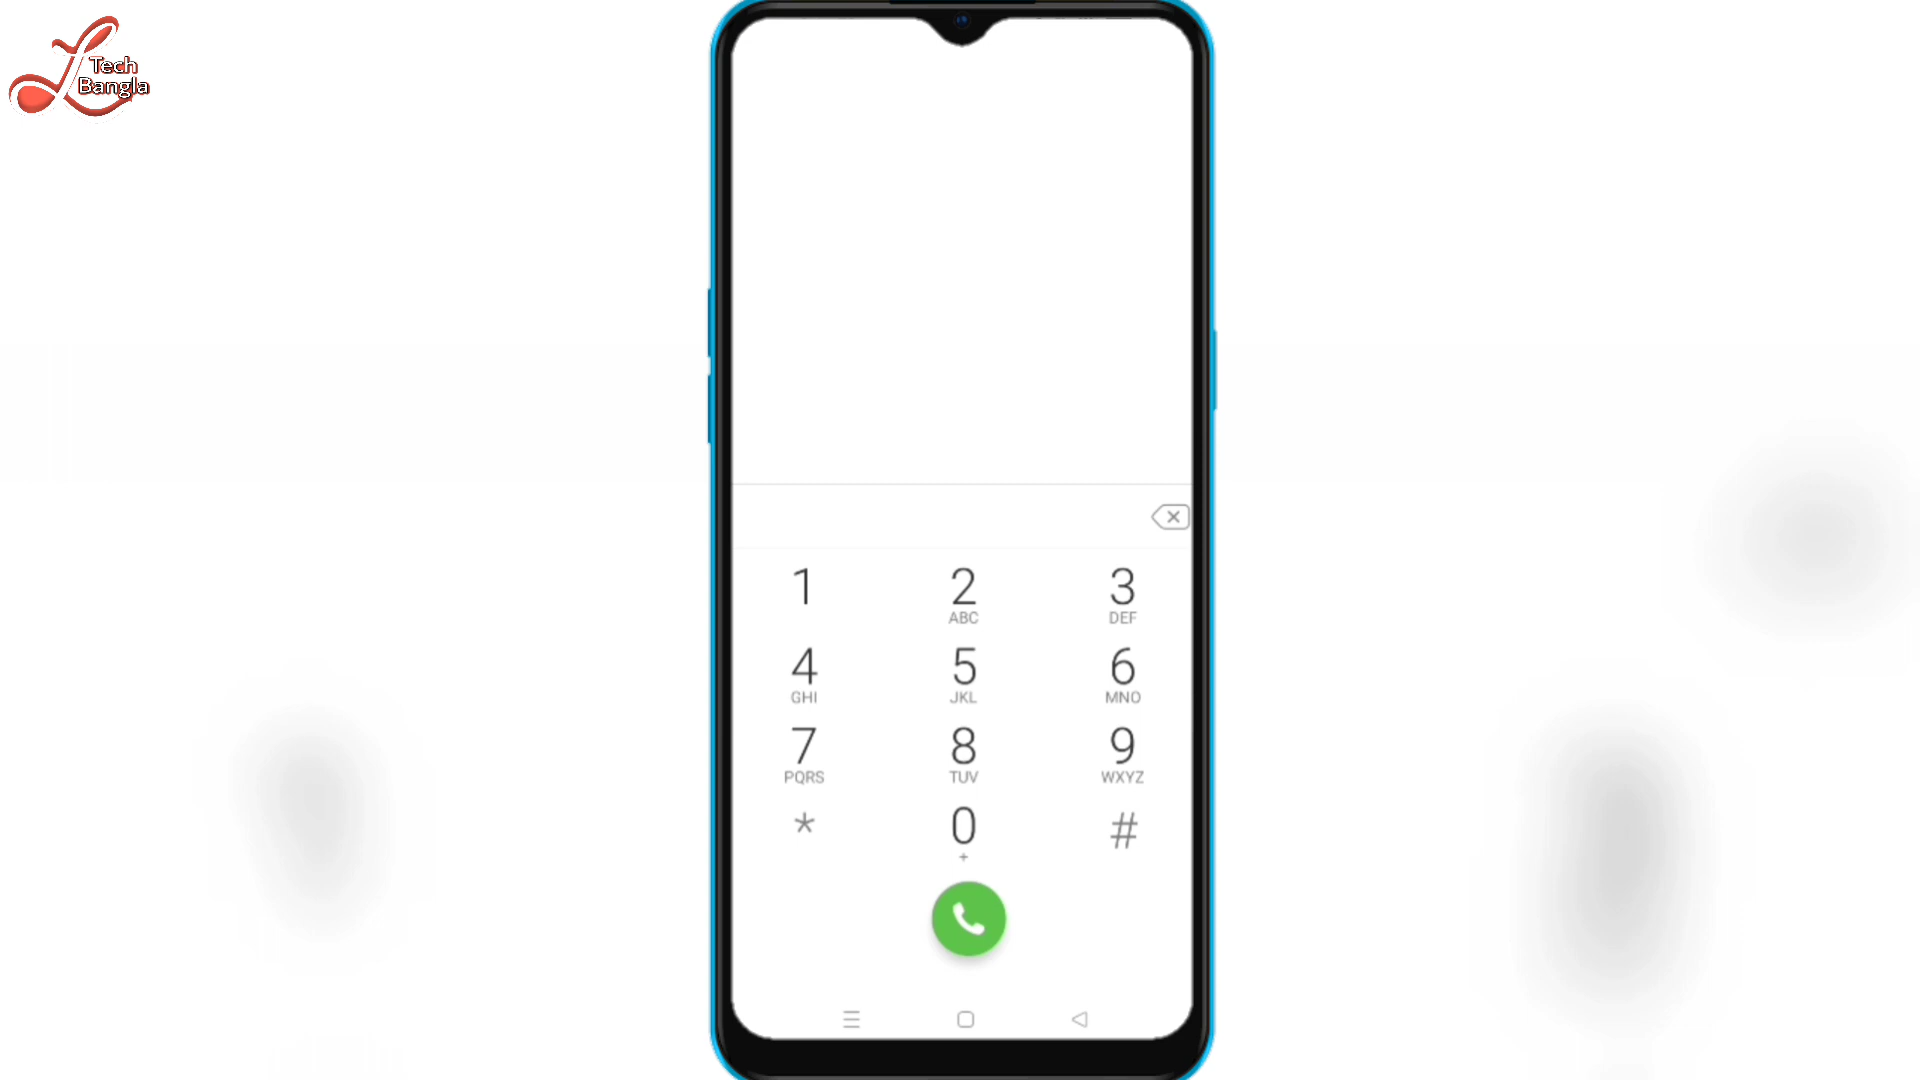 Tech
Bangla
1
2
3
ABC
DEF
4
5
6
GHI
JKL
MNO
7
8
9
PQRS
TUV
WXYZ
*
0
#
+